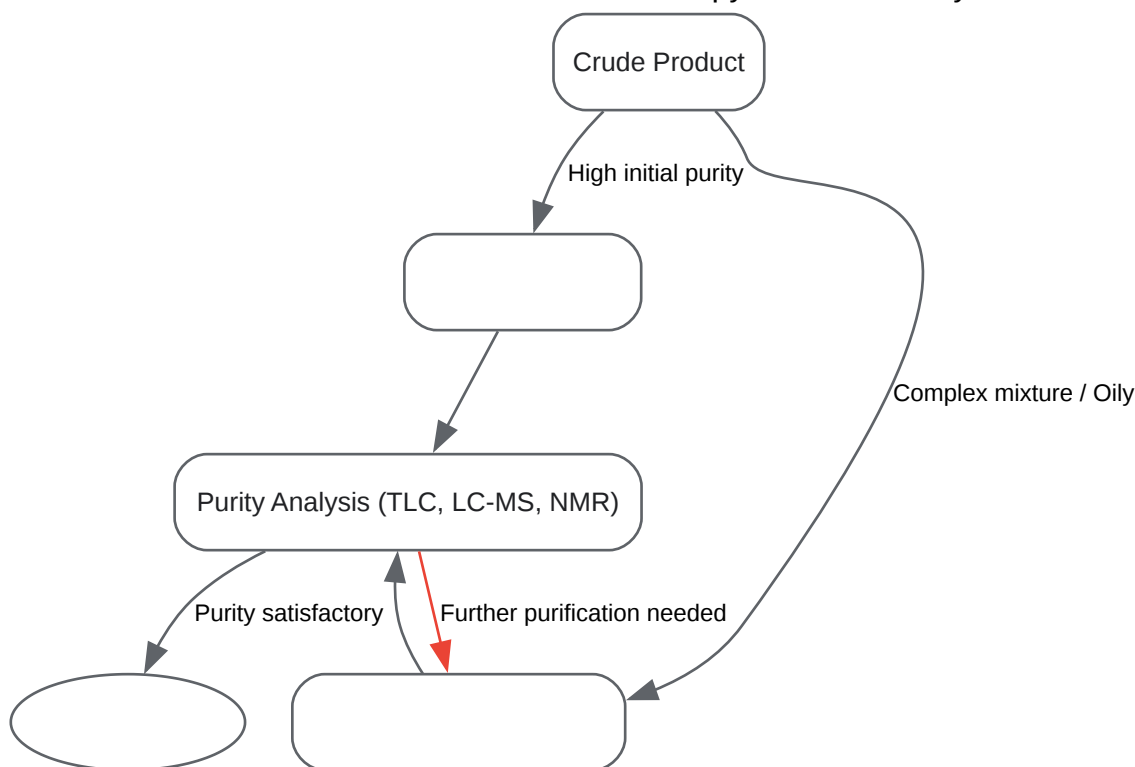 Crude Product
High initial purity
Complex mixture / Oily
Purity Analysis (TLC, LC-MS, NMR)
Purity satisfactory
Further purification needed